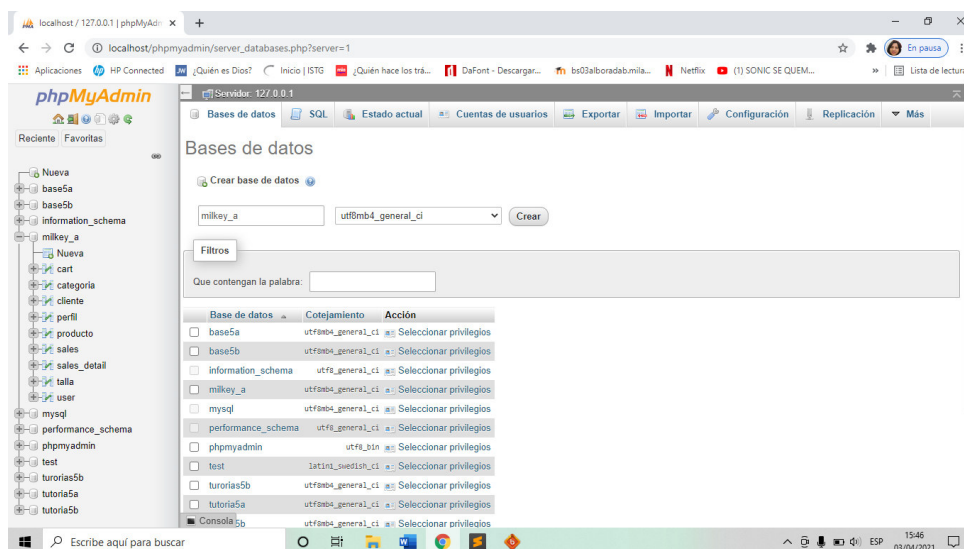 localhost / 127.0.0.1 | phpMyAdr
localhost/phpmyadmin/server_databases.php?server=1
En pausa
Aplicaciones HP Connected ¿Quién es Dios? Inicio | ISTG ¿Quién hace los trá... DaFont - Descargar... bs03alboradab.mila... Netflix (1) SONIC SE QUEM... » Lista de lectura
phpMyAdmin
Reciente Favoritas
Nueva
base5a
base5b
information_schema
milkey_a
Nueva
cart
categoria
cliente
perfil
producto
sales
sales_detail
talla
user
mysql
performance_schema
phpmyadmin
test
turorias5b
tutoria5a
tutoria5b
Servidor: 127.0.0.1
Bases de datos SQL Estado actual Cuentas de usuarios Exportar Importar Configuración Replicación Más
Bases de datos
Crear base de datos
milkey_a utf8mb4_general_ci Crear
Filtros
Que contengan la palabra:
Base de datos Cotejamiento Acción
base5a utf8mb4_general_ci Seleccionar privilegios
base5b utf8mb4_general_ci Seleccionar privilegios
information_schema utf8_general_ci Seleccionar privilegios
milkey_a utf8mb4_general_ci Seleccionar privilegios
mysql utf8mb4_general_ci Seleccionar privilegios
performance_schema utf8_general_ci Seleccionar privilegios
phpmyadmin utf8_bin Seleccionar privilegios
test latin1_swedish_ci Seleccionar privilegios
turorias5b utf8mb4_general_ci Seleccionar privilegios
tutoria5a utf8mb4_general_ci Seleccionar privilegios
5b utf8mb4_general_ci Seleccionar privilegios
Consola
Escribe aquí para buscar
ESP
15:46
03/04/2021